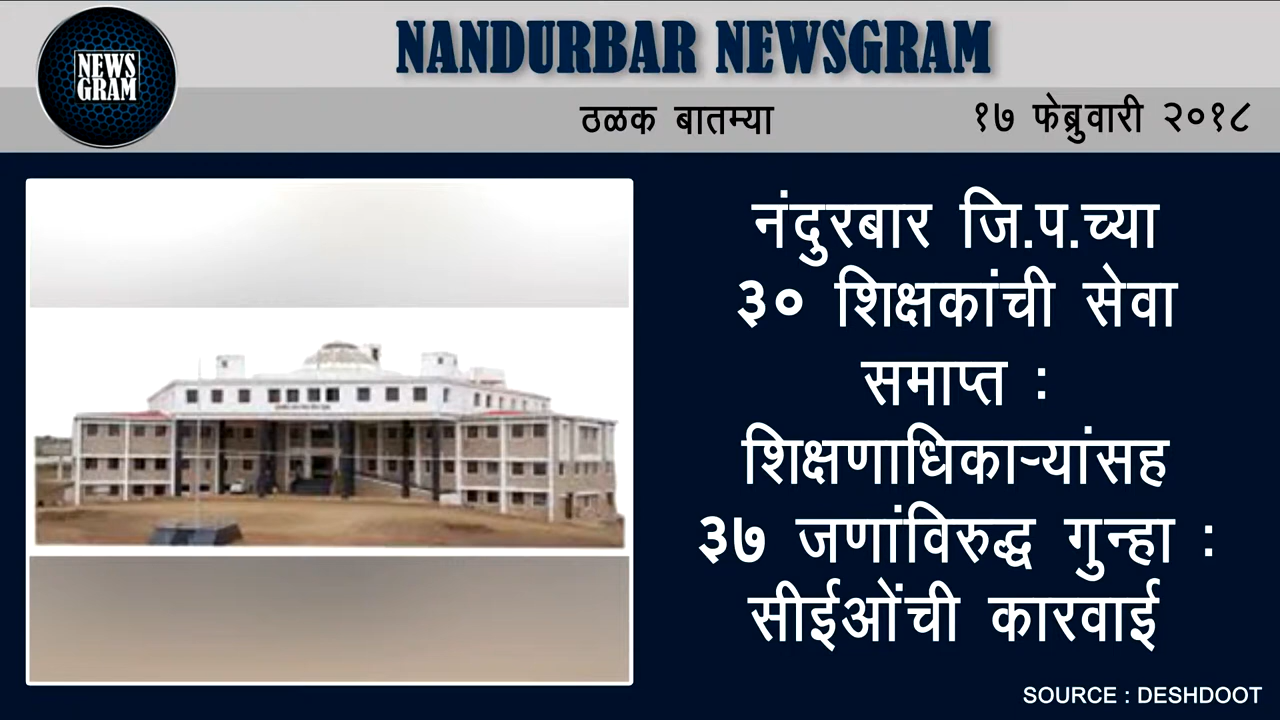 NEWS
GRAM
NANDURBAR NEWSGRAM
ठळक बातम्या
१७ फेब्रुवारी २०१८
नंदुरबार जि.प.च्या
३० शिक्षकांची सेवा
समाप्त :
शिक्षणाधिकाऱ्यांसह
३७ जणांविरुद्ध गुन्हा :
सीईओंची कारवाई
SOURCE : DESHDOOT